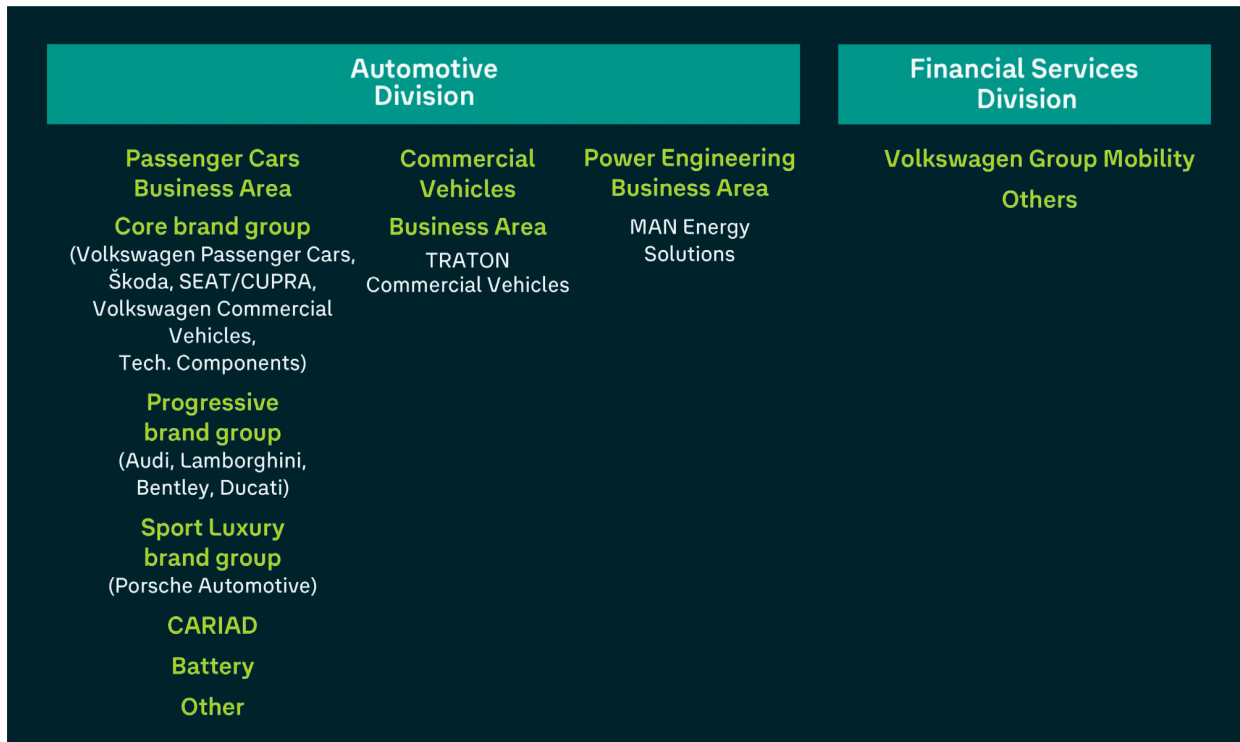 Automotive
Division
Financial Services
Division
Passenger Cars
Business Area
Core brand group
(Volkswagen Passenger Cars,
Škoda, SEAT/CUPRA,
Volkswagen Commercial
Vehicles,
Tech. Components)
Progressive
brand group
(Audi, Lamborghini,
Bentley, Ducati)
Sport Luxury
brand group
(Porsche Automotive)
CARIAD
Battery
Other
Commercial
Vehicles
Business Area
TRATON
Commercial Vehicles
Power Engineering
Business Area
MAN Energy
Solutions
Volkswagen Group Mobility
Others